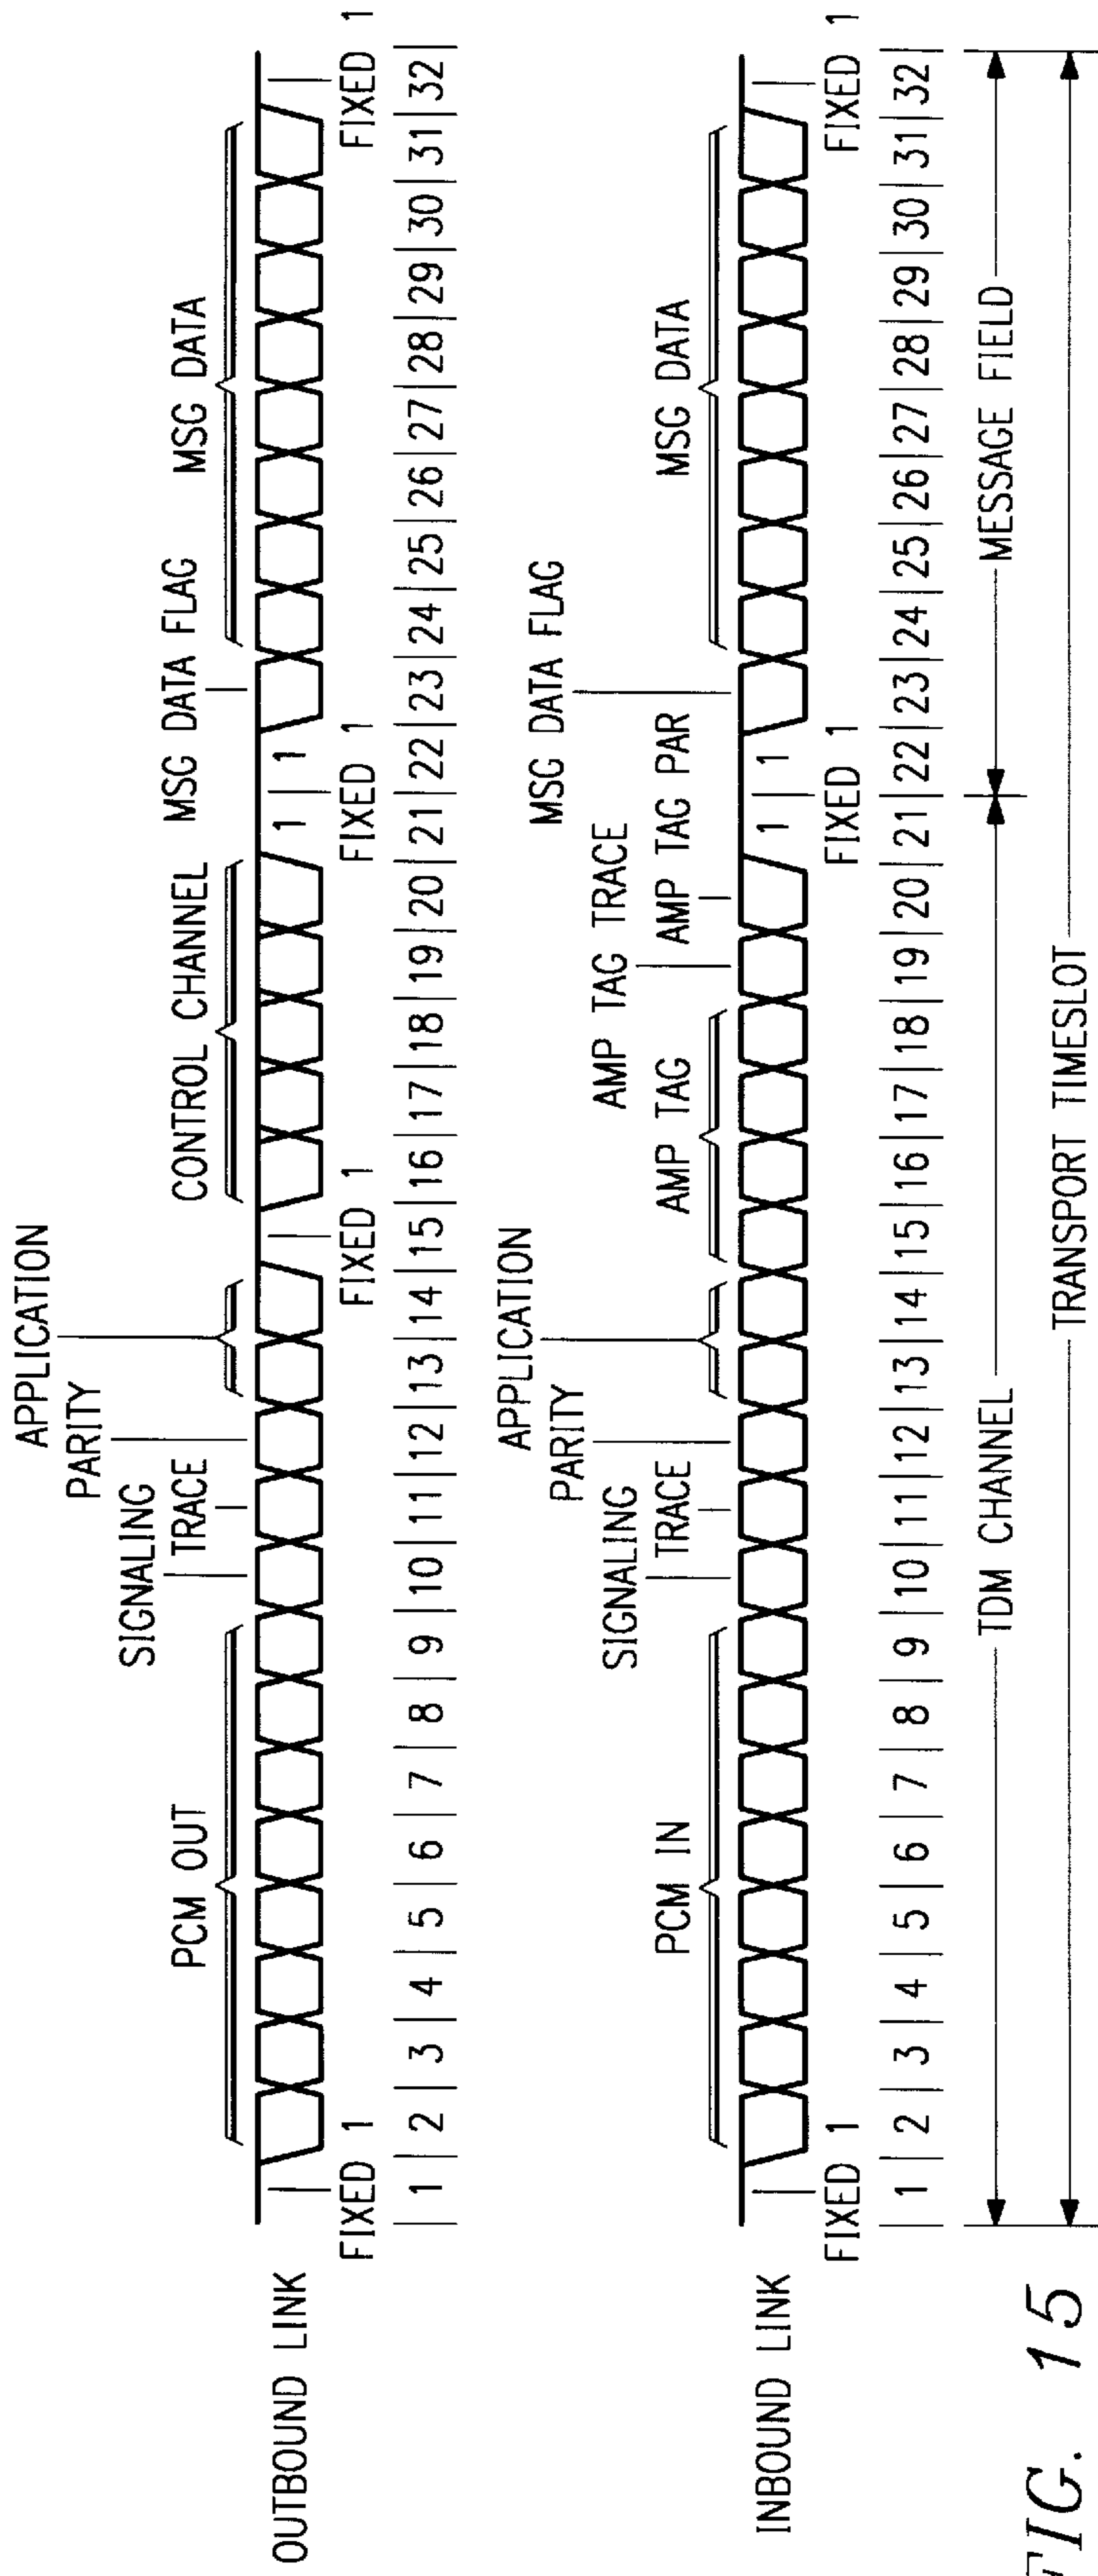 APPLICATION
PARITY
SIGNALING
TRACE
PCM OUT
CONTROL CHANNEL
MSG DATA FLAG
MSG DATA
OUTBOUND LINK
1 1
FIXED 1
FIXED 1
FIXED 1
FIXED 1
1 2 3 4 5 6 7 8 9 10 11 12 13 14 15 16 17 18 19 20 21 22 23 24 25 26 27 28 29 30 31 32
APPLICATION
PARITY
SIGNALING
TRACE
PCM IN
AMP TAG
AMP TAG TRACE
AMP TAG PAR
MSG DATA FLAG
MSG DATA
INBOUND LINK
1 1
FIXED 1
FIXED 1
FIXED 1
1 2 3 4 5 6 7 8 9 10 11 12 13 14 15 16 17 18 19 20 21 22 23 24 25 26 27 28 29 30 31 32
TDM CHANNEL
MESSAGE FIELD
TRANSPORT TIMESLOT
FIG. 15